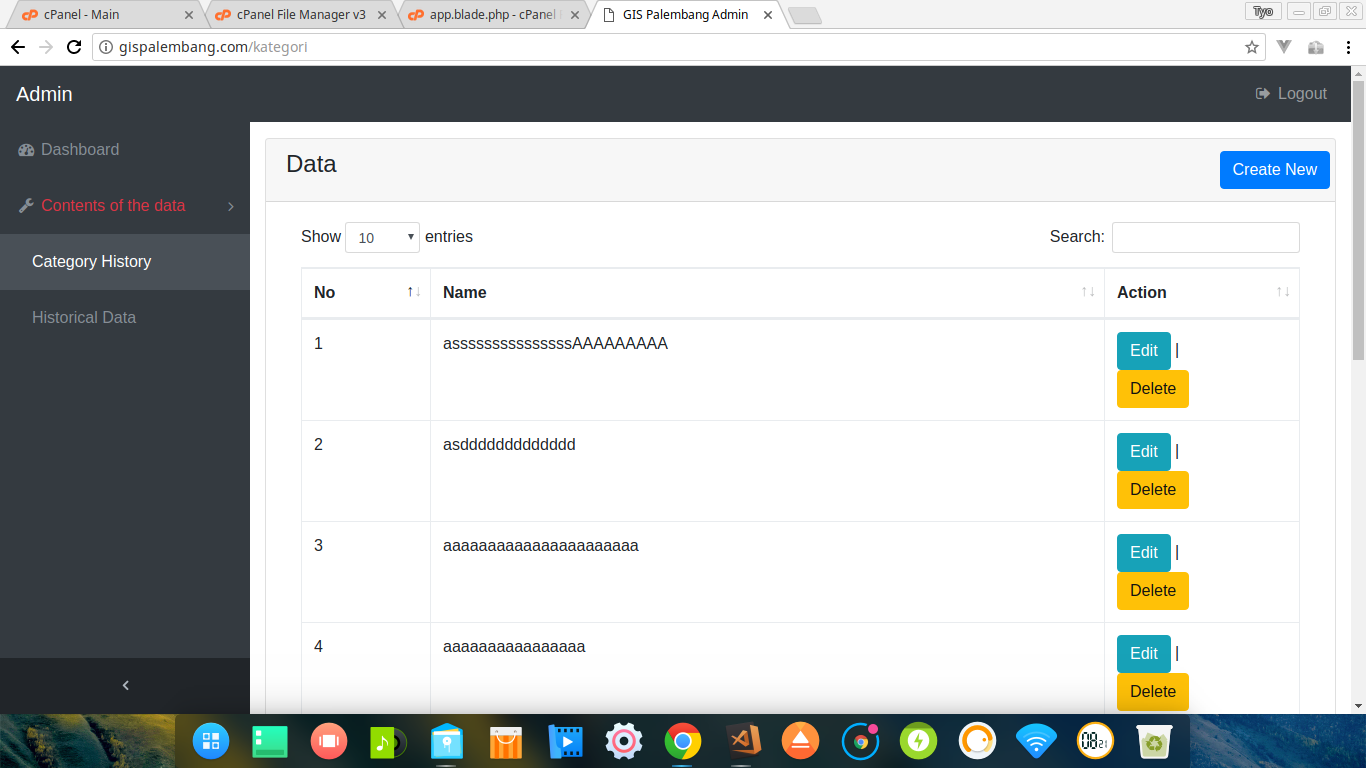 cPanel - Main
cPanel File Manager v3
app.blade.php - cPanel
GIS Palembang Admin
Tyo
gispalembang.com/kategori
Admin
Logout
Dashboard
Contents of the data
Category History
Historical Data
Data
Create New
Show 10 entries
Search:
No Name Action
1 asssssssssssssssAAAAAAAAA Edit |
Delete
2 asddddddddddddd Edit |
Delete
3 aaaaaaaaaaaaaaaaaaaaaa Edit |
Delete
4 aaaaaaaaaaaaaaaa Edit |
Delete
08 21